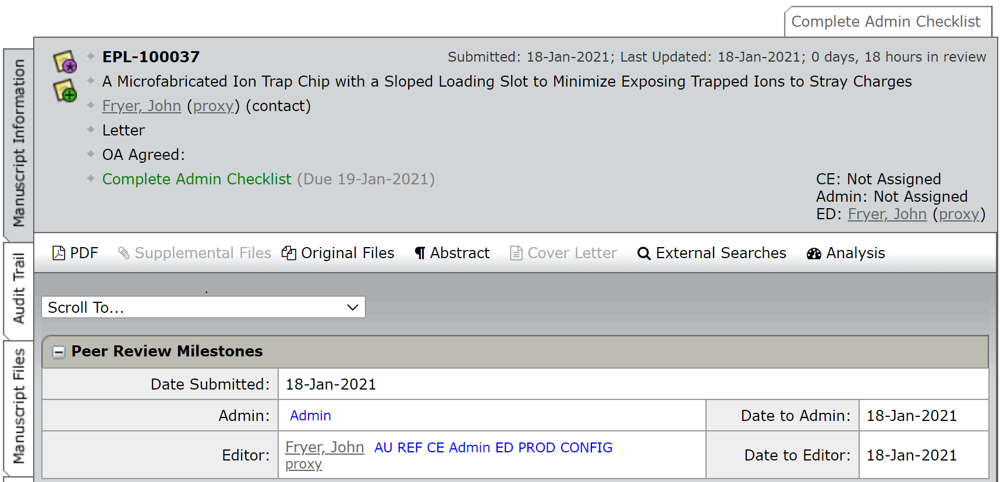 Complete Admin Checklist
Manuscript Information
Audit Trail
Manuscript Files
EPL-100037
Submitted: 18-Jan-2021; Last Updated: 18-Jan-2021; 0 days, 18 hours in review
A Microfabricated Ion Trap Chip with a Sloped Loading Slot to Minimize Exposing Trapped Ions to Stray Charges
Fryer, John (proxy) (contact)
Letter
OA Agreed:
Complete Admin Checklist (Due 19-Jan-2021)
CE: Not Assigned
Admin: Not Assigned
ED: Fryer, John (proxy)
PDF Supplemental Files Original Files ¶ Abstract Cover Letter External Searches Analysis
.
Scroll To...
Peer Review Milestones
Date Submitted: 18-Jan-2021
Admin: Admin Date to Admin: 18-Jan-2021
Editor: Fryer, John AU REF CE Admin ED PROD CONFIG Date to Editor: 18-Jan-2021
proxy